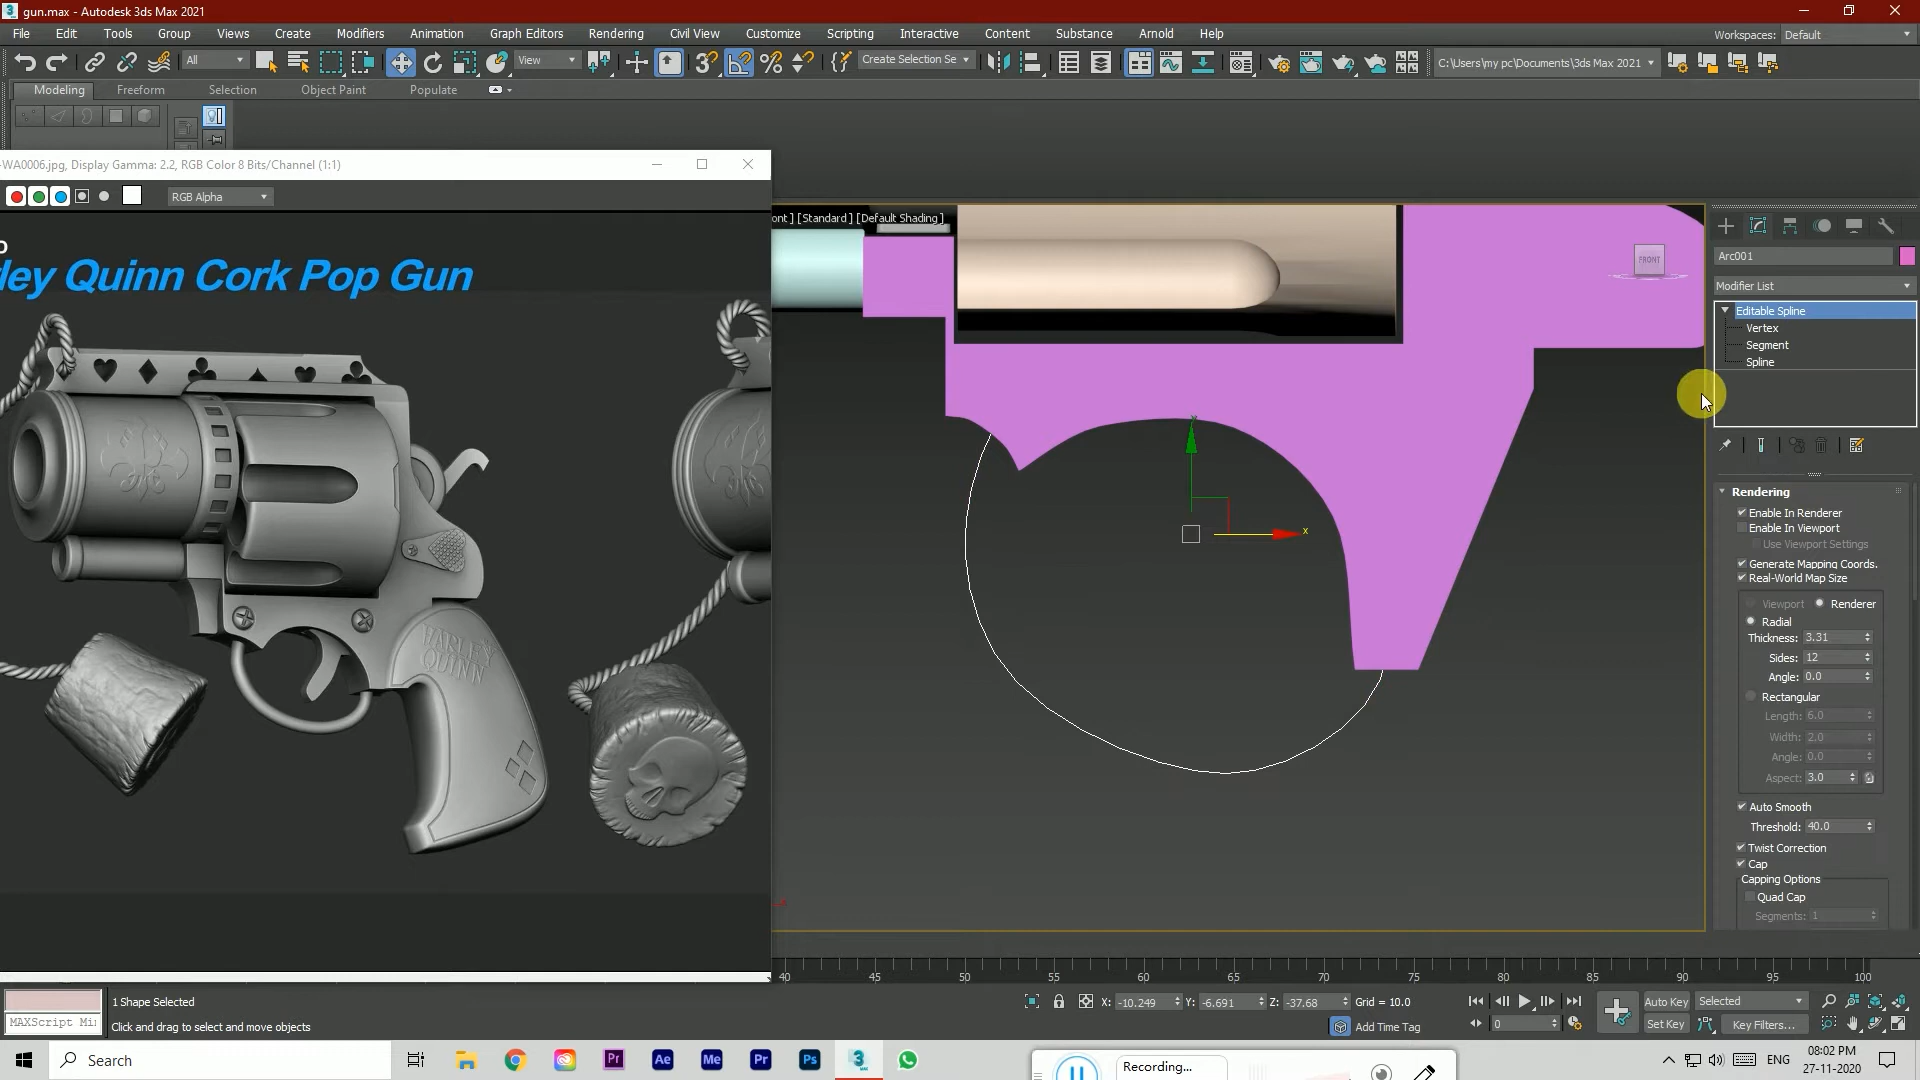 gun.max - Autodesk 3ds Max 2021
File Edit Tools Group Views Create Modifiers Animation Graph Editors Rendering Civil View Customize Scripting Interactive Content Substance Arnold Help
Workspaces: Default
All
View
Create Selection Se
C:\Users\my pc\Documents\3ds Max 2021
Modeling Freeform Selection Object Paint Populate
-WA0006.jpg, Display Gamma: 2.2, RGB Color 8 Bits/Channel (1:1)
RGB Alpha
ont ] [Standard ] [Default Shading ]
ley Quinn Cork Pop Gun
HARLEY
QUINN
FRONT
y
x
Arc001
Modifier List
Editable Spline
Vertex
Segment
Spline
Rendering
Enable In Renderer
Enable In Viewport
Use Viewport Settings
Generate Mapping Coords.
Real-World Map Size
Viewport Renderer
Radial
Thickness: 3.31
Sides: 12
Angle: 0.0
Rectangular
Length: 6.0
Width: 2.0
Angle: 0.0
Aspect: 3.0
Auto Smooth
Threshold: 40.0
Twist Correction
Cap
Capping Options
Quad Cap
Segments: 1
40 45 50 55 60 65 70 75 80 85 90 95 100
1 Shape Selected
X: -10.249 Y: -6.691 Z: -37.68 Grid = 10.0
Auto Key Selected
MAXScript Mi
Click and drag to select and move objects
Add Time Tag
0
Set Key Key Filters...
Search
Pr Ae Me Pr Ps 3
Recording...
ENG
08:02 PM
27-11-2020